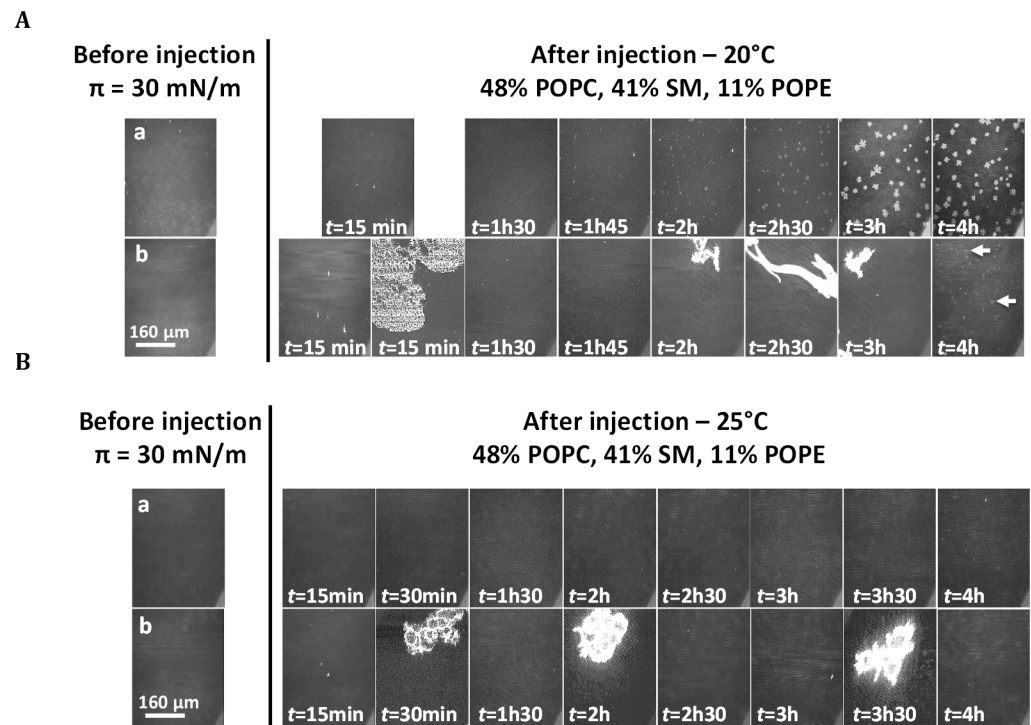 A
Before injection
π = 30 mN/m
After injection – 20°C
48% POPC, 41% SM, 11% POPE
a
t=15 min
t=1h30
t=1h45
t=2h
t=2h30
t=3h
t=4h
b
160 µm
t=15 min
t=15 min
t=1h30
t=1h45
t=2h
t=2h30
t=3h
t=4h
B
Before injection
π = 30 mN/m
After injection – 25°C
48% POPC, 41% SM, 11% POPE
a
t=15min
t=30min
t=1h30
t=2h
t=2h30
t=3h
t=3h30
t=4h
b
160 µm
t=15min
t=30min
t=1h30
t=2h
t=2h30
t=3h
t=3h30
t=4h